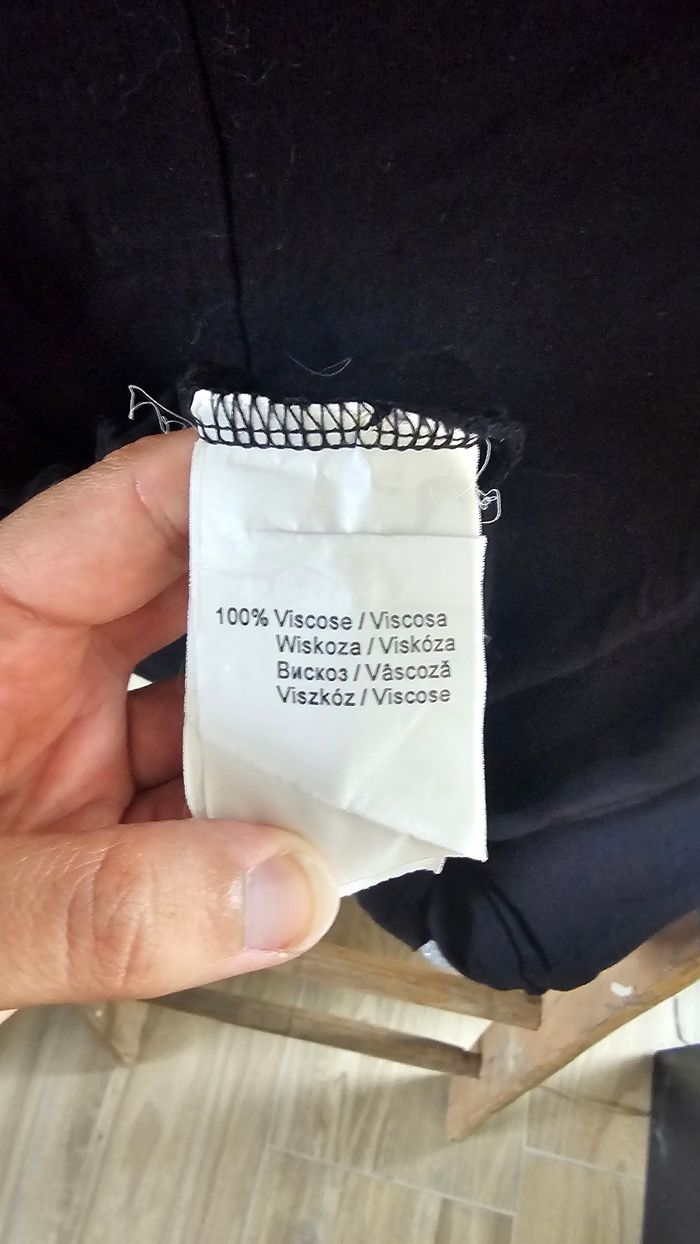 100% Viscose / Viscosa
Wiskoza / Viskóza
Вискоз / Vâscoză
Viszkóz / Viscose